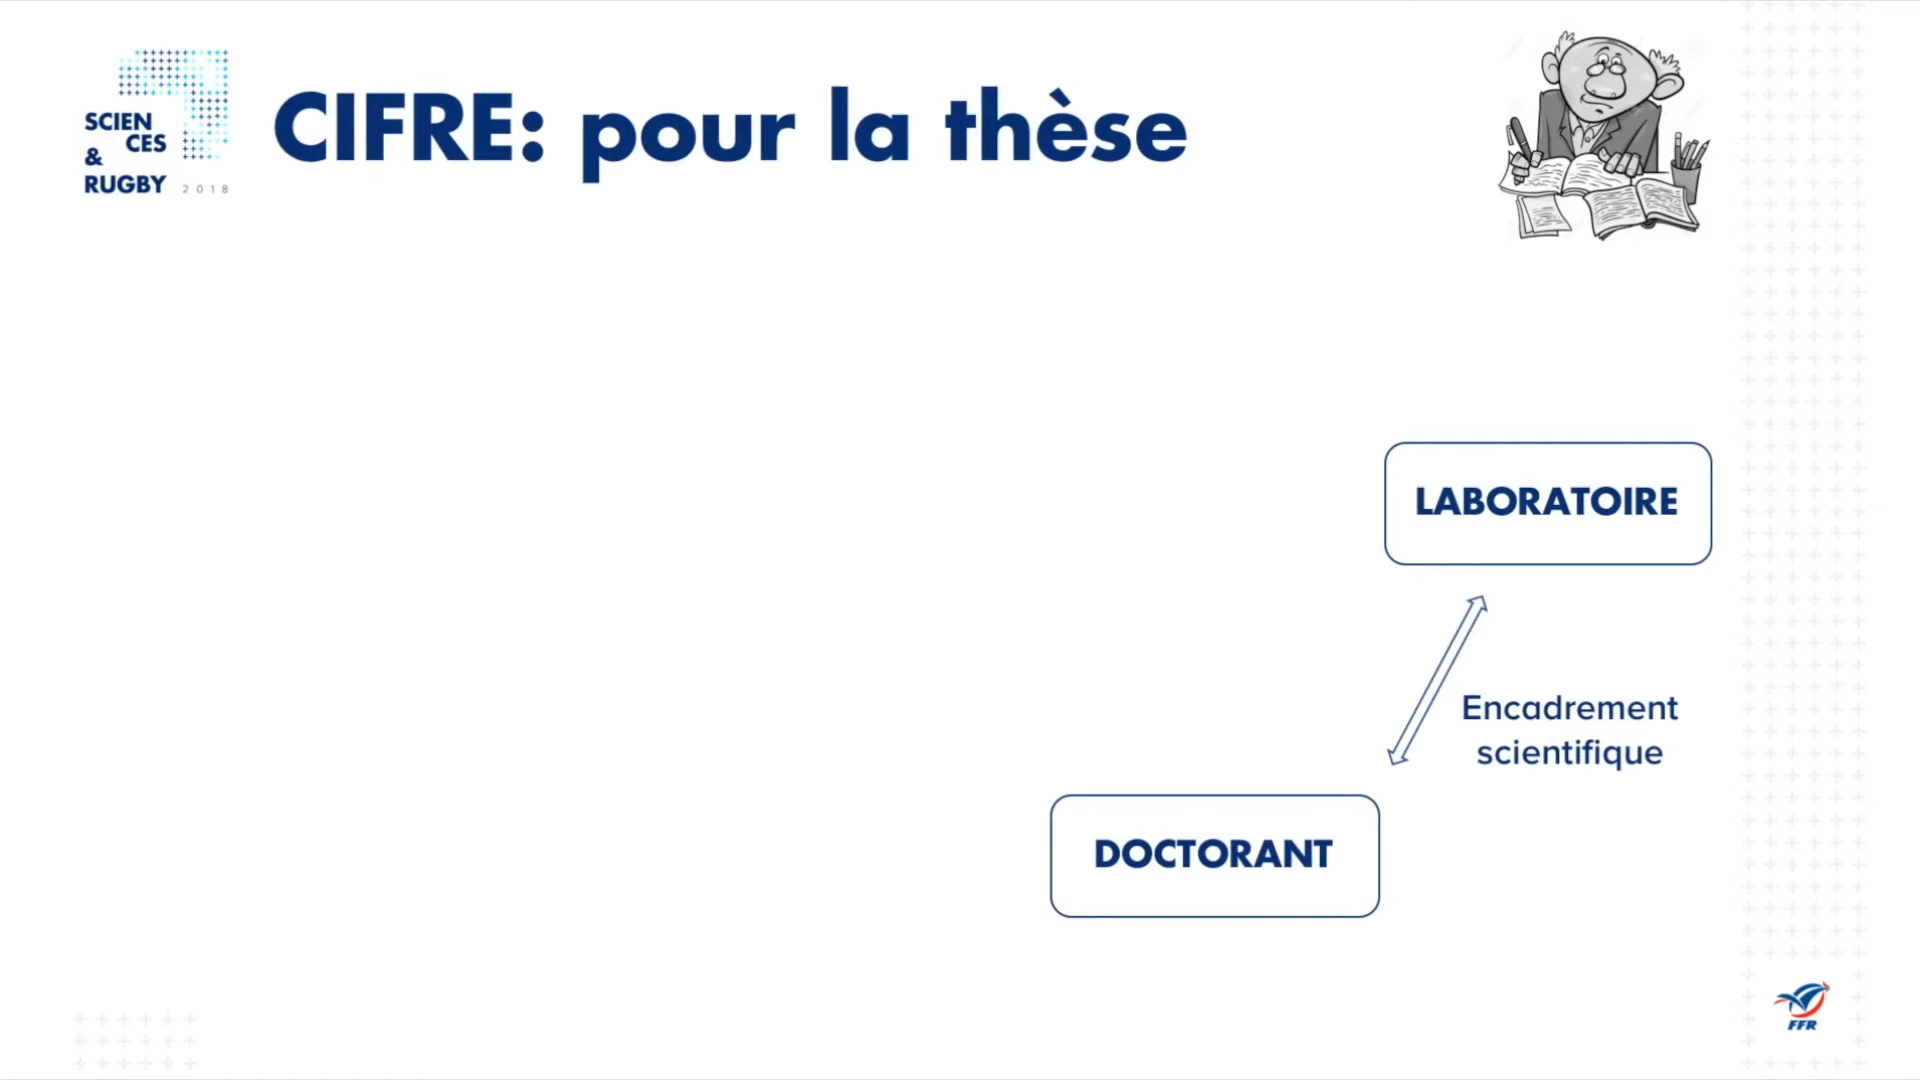 SCIEN
CES
&
RUGBY 2018
CIFRE: pour la thèse
LABORATOIRE
Encadrement
scientifique
DOCTORANT
FFR